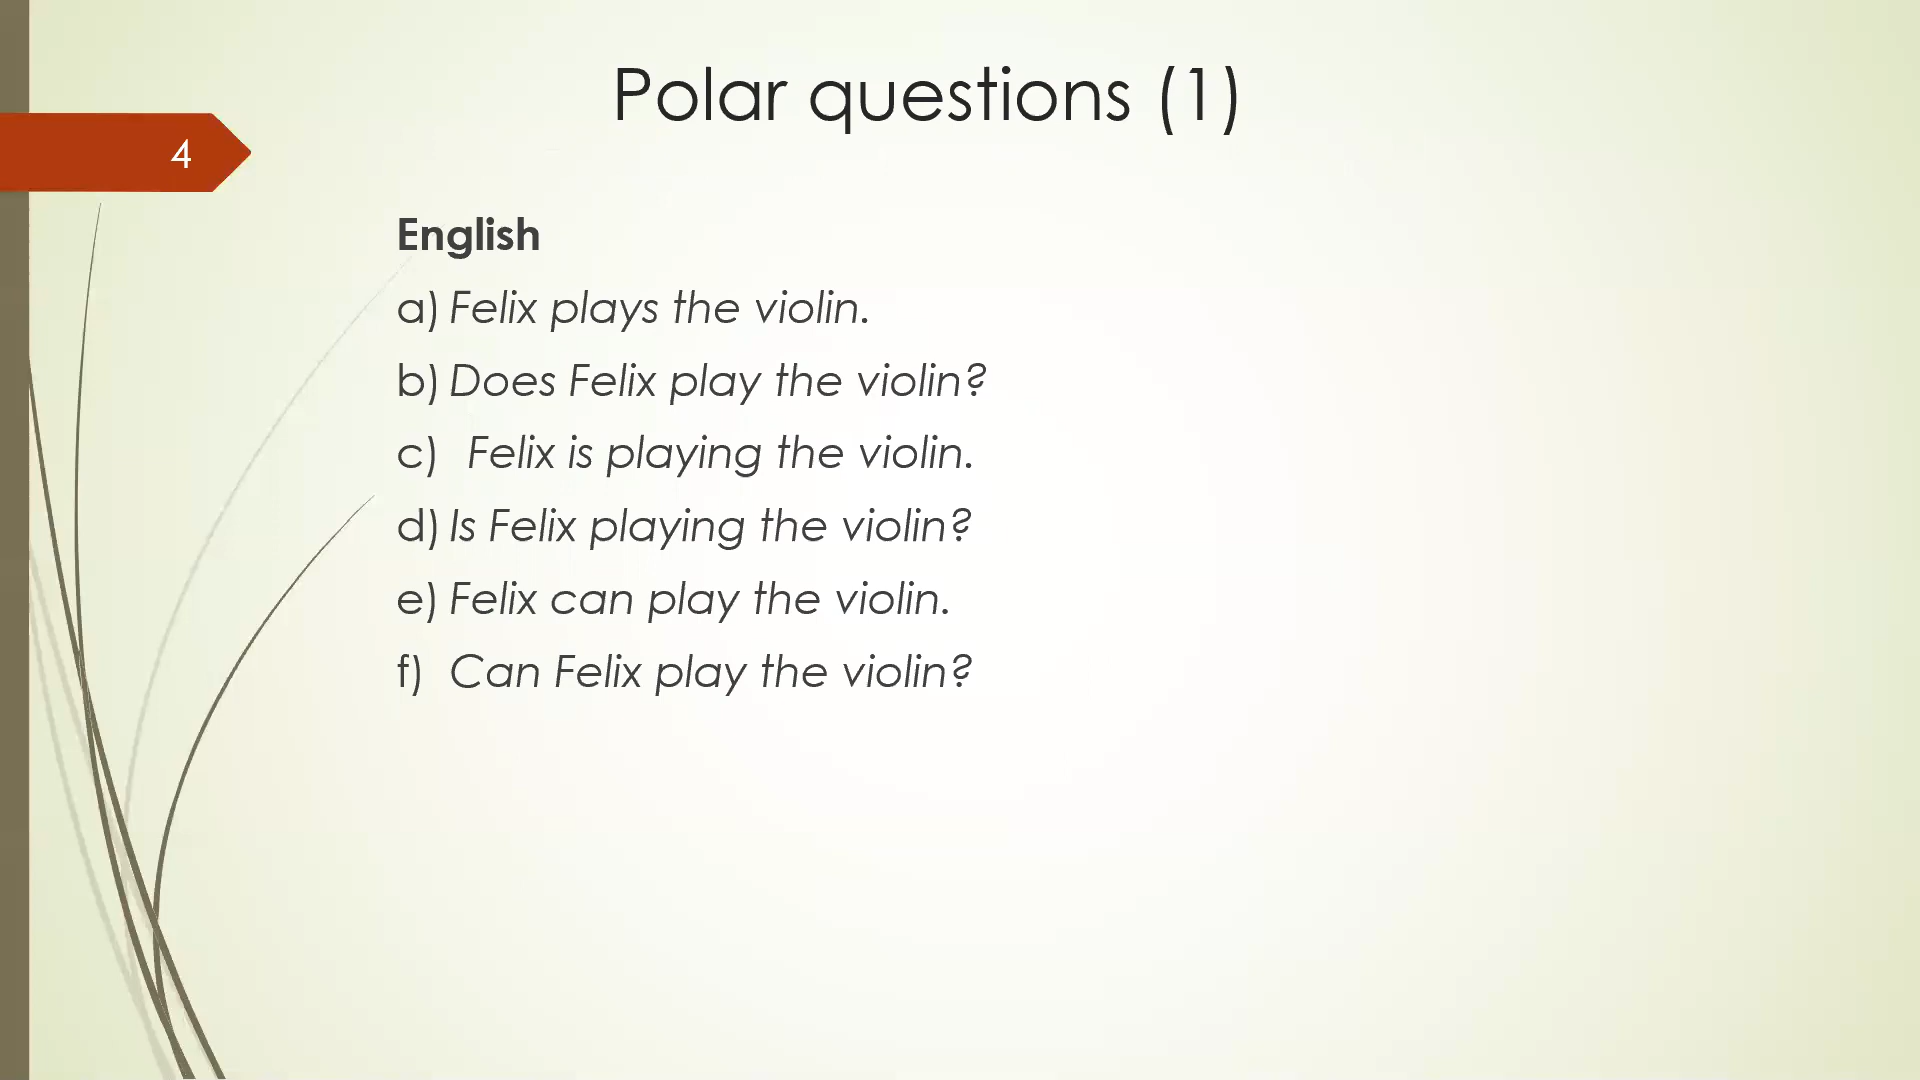 Polar questions (1)
4
English
a) Felix plays the violin.
b) Does Felix play the violin?
c) Felix is playing the violin.
d) Is Felix playing the violin?
e) Felix can play the violin.
f) Can Felix play the violin?